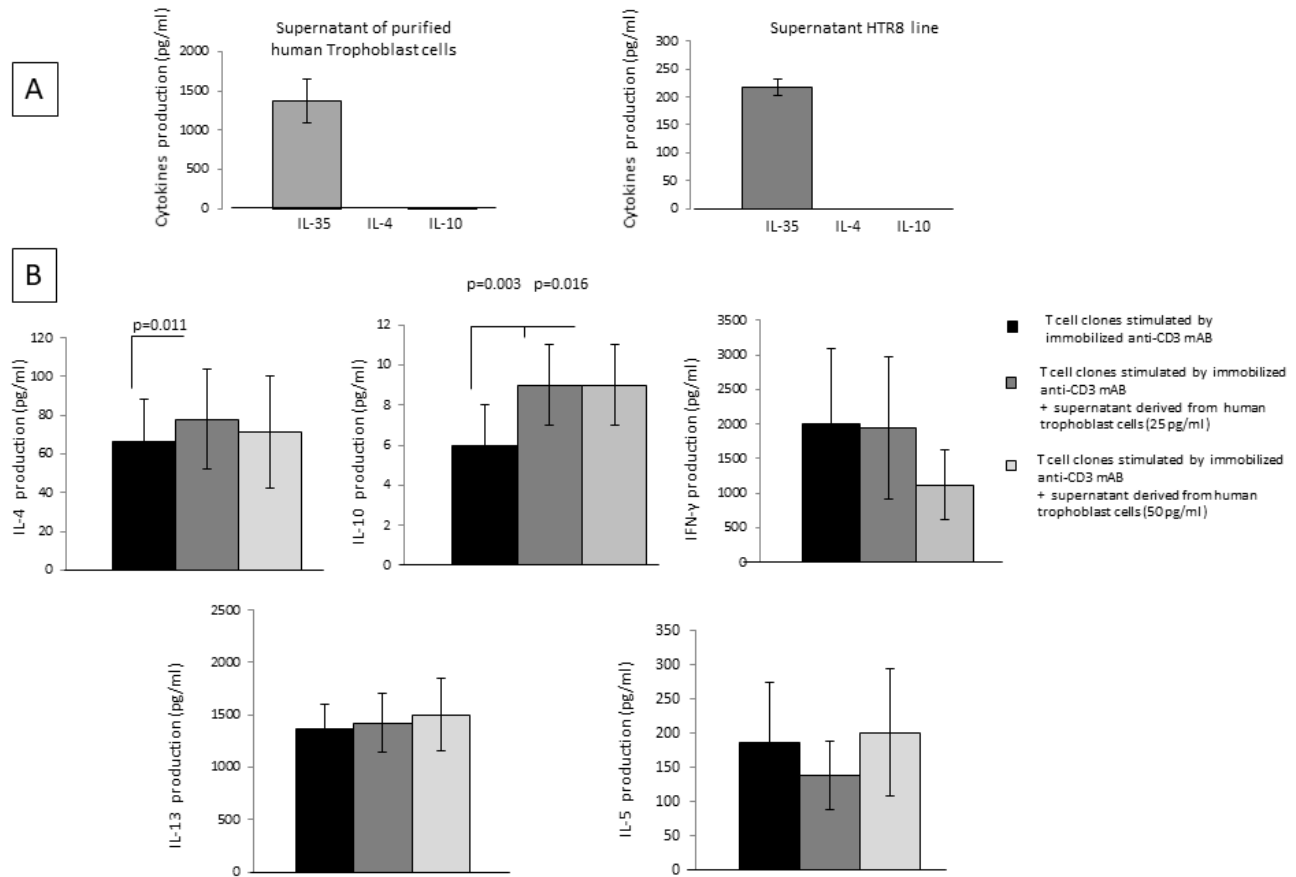 A
Cytokines production (pg/ml)
Supernatant of purified
human Trophoblast cells
2000
1500
1000
500
0
IL-35 IL-4 IL-10
Cytokines production (pg/ml)
Supernatant HTR8 line
300
250
200
150
100
50
0
IL-35 IL-4 IL-10
B
IL-4 production (pg/ml)
p=0.011
120
100
80
60
40
20
0
IL-10 production (pg/ml)
p=0.003 p=0.016
12
10
8
6
4
2
0
IFN-γ production (pg/ml)
3500
3000
2500
2000
1500
1000
500
0
T cell clones stimulated by
immobilized anti-CD3 mAB
T cell clones stimulated by immobilized
anti-CD3 mAB
+ supernatant derived from human
trophoblast cells (25 pg/ml)
T cell clones stimulated by immobilized
anti-CD3 mAB
+ supernatant derived from human
trophoblast cells (50 pg/ml)
IL-13 production (pg/ml)
2500
2000
1500
1000
500
0
IL-5 production (pg/ml)
350
300
250
200
150
100
50
0